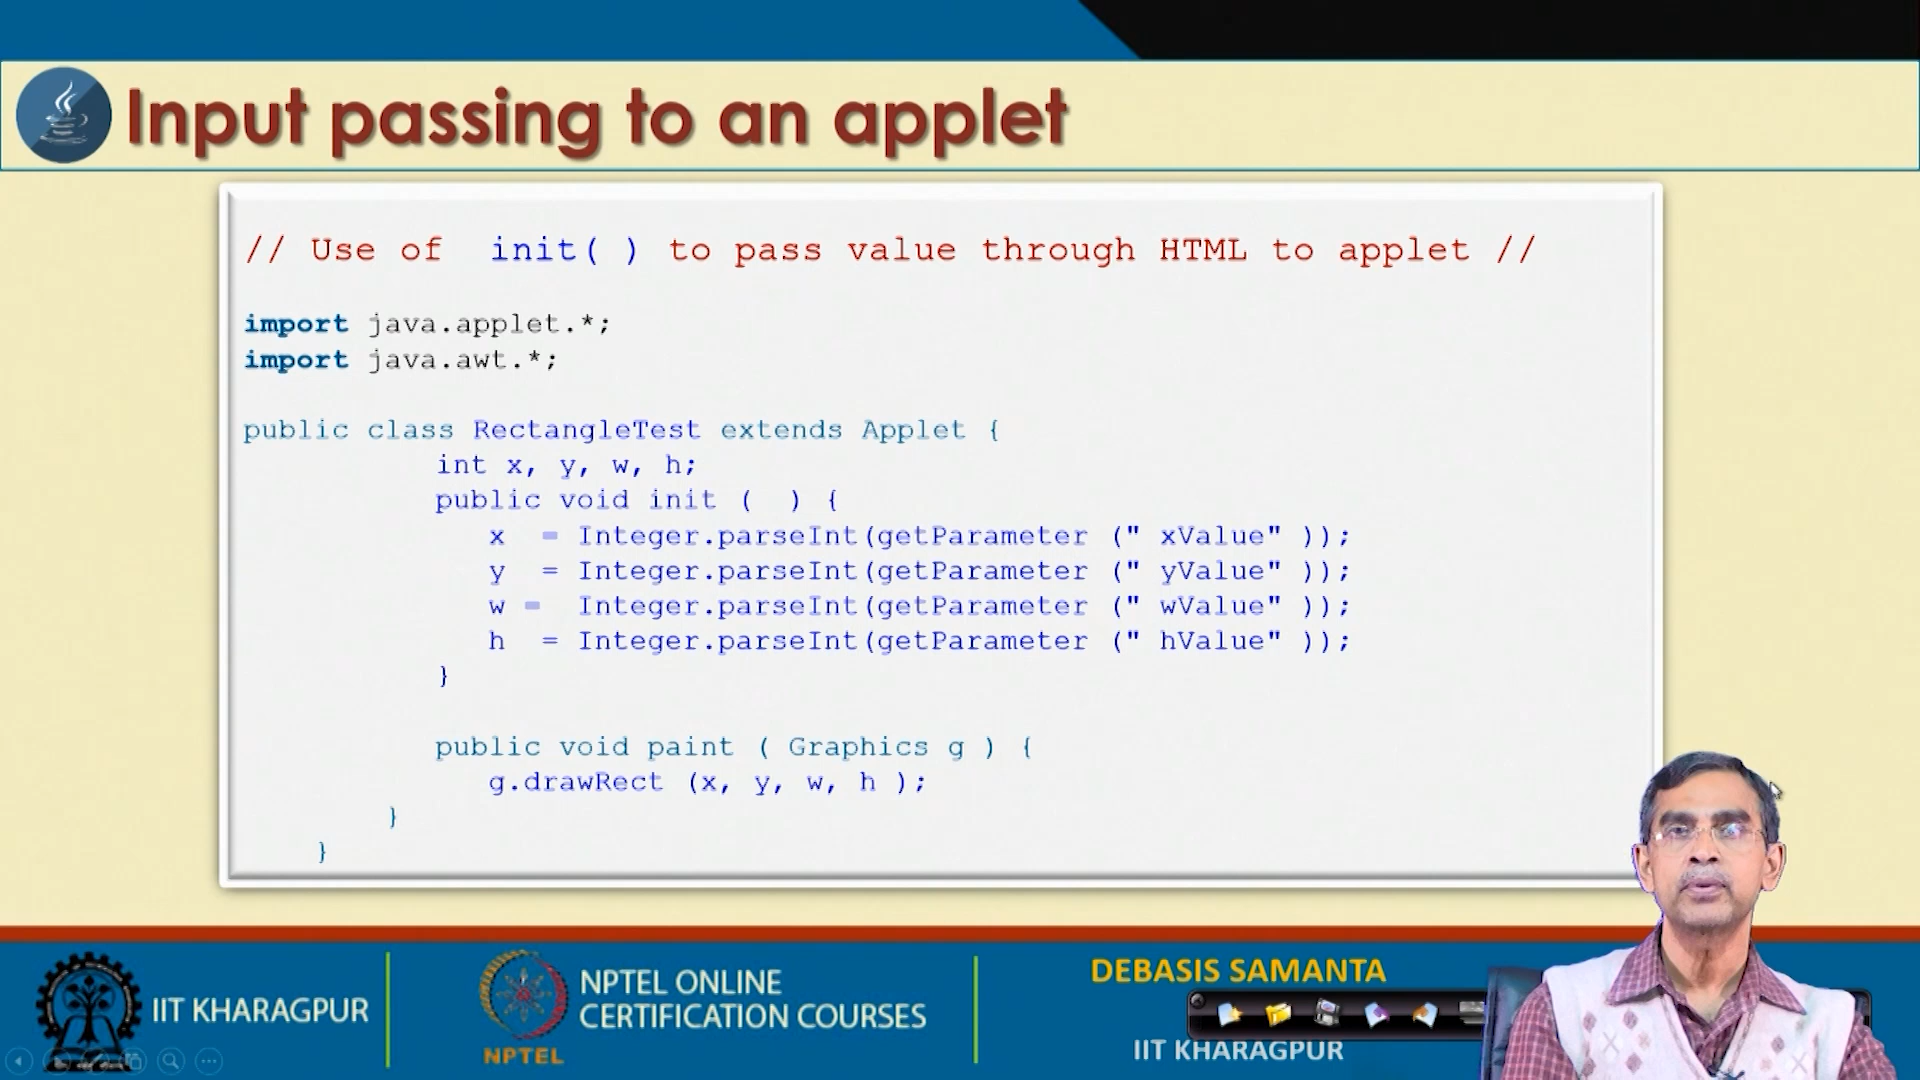 Input passing to an applet
// Use of init( ) to pass value through HTML to applet //
import java.applet.*;
import java.awt.*;
public class RectangleTest extends Applet {
int x, y, w, h;
public void init ( ) {
x = Integer.parseInt(getParameter (" xValue" ));
y = Integer.parseInt(getParameter (" yValue" ));
w = Integer.parseInt(getParameter (" wValue" ));
h = Integer.parseInt(getParameter (" hValue" ));
}
public void paint ( Graphics g ) {
g.drawRect (x, y, w, h );
}
}
IIT KHARAGPUR
NPTEL
NPTEL ONLINE
CERTIFICATION COURSES
DEBASIS SAMANTA
IIT KHARAGPUR